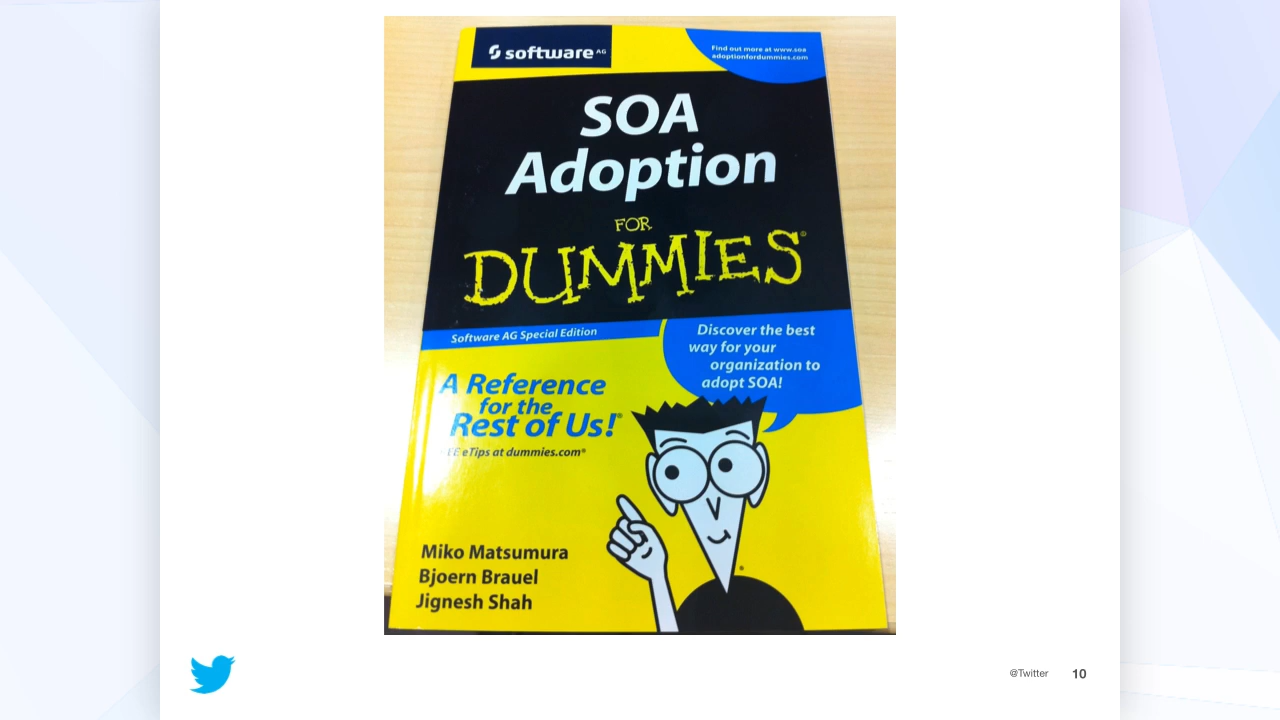 software AG
Find out more at www.soa
adoptionfordummies.com
SOA
Adoption
FOR
DUMMIES®
Software AG Special Edition
Discover the best
way for your
organization to
adopt SOA!
A Reference
for the
Rest of Us!®
EE eTips at dummies.com®
Miko Matsumura
Bjoern Brauel
Jignesh Shah
@Twitter 10